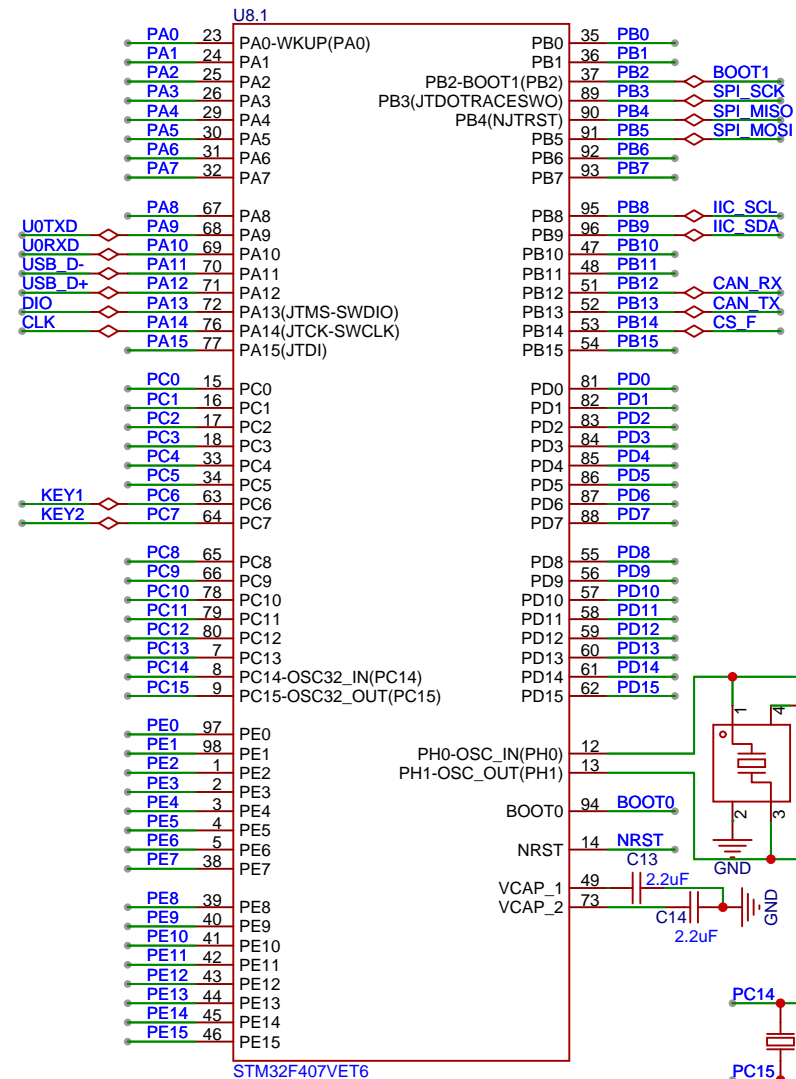 U8.1
PA0 23 PA0-WKUP(PA0) PB0 35 PB0
PA1 24 PA1 PB1 36 PB1
PA2 25 PA2 PB2-BOOT1(PB2) 37 PB2 BOOT1
PA3 26 PA3 PB3(JTDOTRACESWO) 89 PB3 SPI_SCK
PA4 29 PA4 PB4(NJTRST) 90 PB4 SPI_MISO
PA5 30 PA5 PB5 91 PB5 SPI_MOSI
PA6 31 PA6 PB6 92 PB6
PA7 32 PA7 PB7 93 PB7
PA8 67 PA8 PB8 95 PB8 IIC_SCL
U0TXD PA9 68 PA9 PB9 96 PB9 IIC_SDA
U0RXD PA10 69 PA10 PB10 47 PB10
USB_D- PA11 70 PA11 PB11 48 PB11
USB_D+ PA12 71 PA12 PB12 51 PB12 CAN_RX
DIO PA13 72 PA13(JTMS-SWDIO) PB13 52 PB13 CAN_TX
CLK PA14 76 PA14(JTCK-SWCLK) PB14 53 PB14 CS_F
PA15 77 PA15(JTDI) PB15 54 PB15
PC0 15 PC0 PD0 81 PD0
PC1 16 PC1 PD1 82 PD1
PC2 17 PC2 PD2 83 PD2
PC3 18 PC3 PD3 84 PD3
PC4 33 PC4 PD4 85 PD4
PC5 34 PC5 PD5 86 PD5
KEY1 PC6 63 PC6 PD6 87 PD6
KEY2 PC7 64 PC7 PD7 88 PD7
PC8 65 PC8 PD8 55 PD8
PC9 66 PC9 PD9 56 PD9
PC10 78 PC10 PD10 57 PD10
PC11 79 PC11 PD11 58 PD11
PC12 80 PC12 PD12 59 PD12
PC13 7 PC13 PD13 60 PD13
PC14 8 PC14-OSC32_IN(PC14) PD14 61 PD14
PC15 9 PC15-OSC32_OUT(PC15) PD15 62 PD15
1 4
PE0 97 PE0
PE1 98 PE1 PH0-OSC_IN(PH0) 12
PE2 1 PE2 PH1-OSC_OUT(PH1) 13
PE3 2 PE3
PE4 3 PE4 BOOT0 94 BOOT0
2 3
PE5 4 PE5
PE6 5 PE6 NRST 14 NRST
PE7 38 PE7
C13 GND
VCAP_1 49 2.2uF
PE8 39 PE8 VCAP_2 73
PE9 40 PE9 C14 GND
PE10 41 PE10 2.2uF
PE11 42 PE11
PE12 43 PE12
PE13 44 PE13 PC14
PE14 45 PE14
PE15 46 PE15
STM32F407VET6 PC15